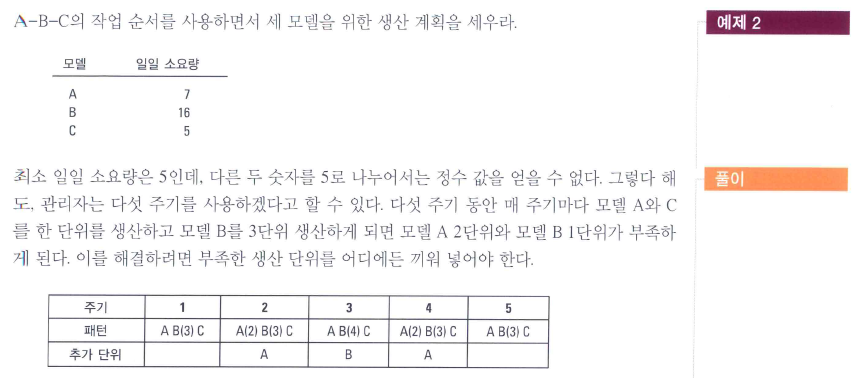 A-B-C의 작업 순서를 사용하면서 세 모델을 위한 생산 계획을 세우라.
예제 2
모델 일일 소요량
A 7
B 16
C 5
최소 일일 소요량은 5인데, 다른 두 숫자를 5로 나누어서는 정수 값을 얻을 수 없다. 그렇다 해
풀이
도, 관리자는 다섯 주기를 사용하겠다고 할 수 있다. 다섯 주기 동안 매 주기마다 모델 A와 C
를 한 단위를 생산하고 모델 B를 3단위 생산하게 되면 모델 A 2단위와 모델 B 1단위가 부족하
게 된다. 이를 해결하려면 부족한 생산 단위를 어디에든 끼워 넣어야 한다.
주기 1 2 3 4 5
패턴 A B(3) C A(2) B(3) C A B(4) C A(2) B(3) C A B(3) C
추가 단위 A B A